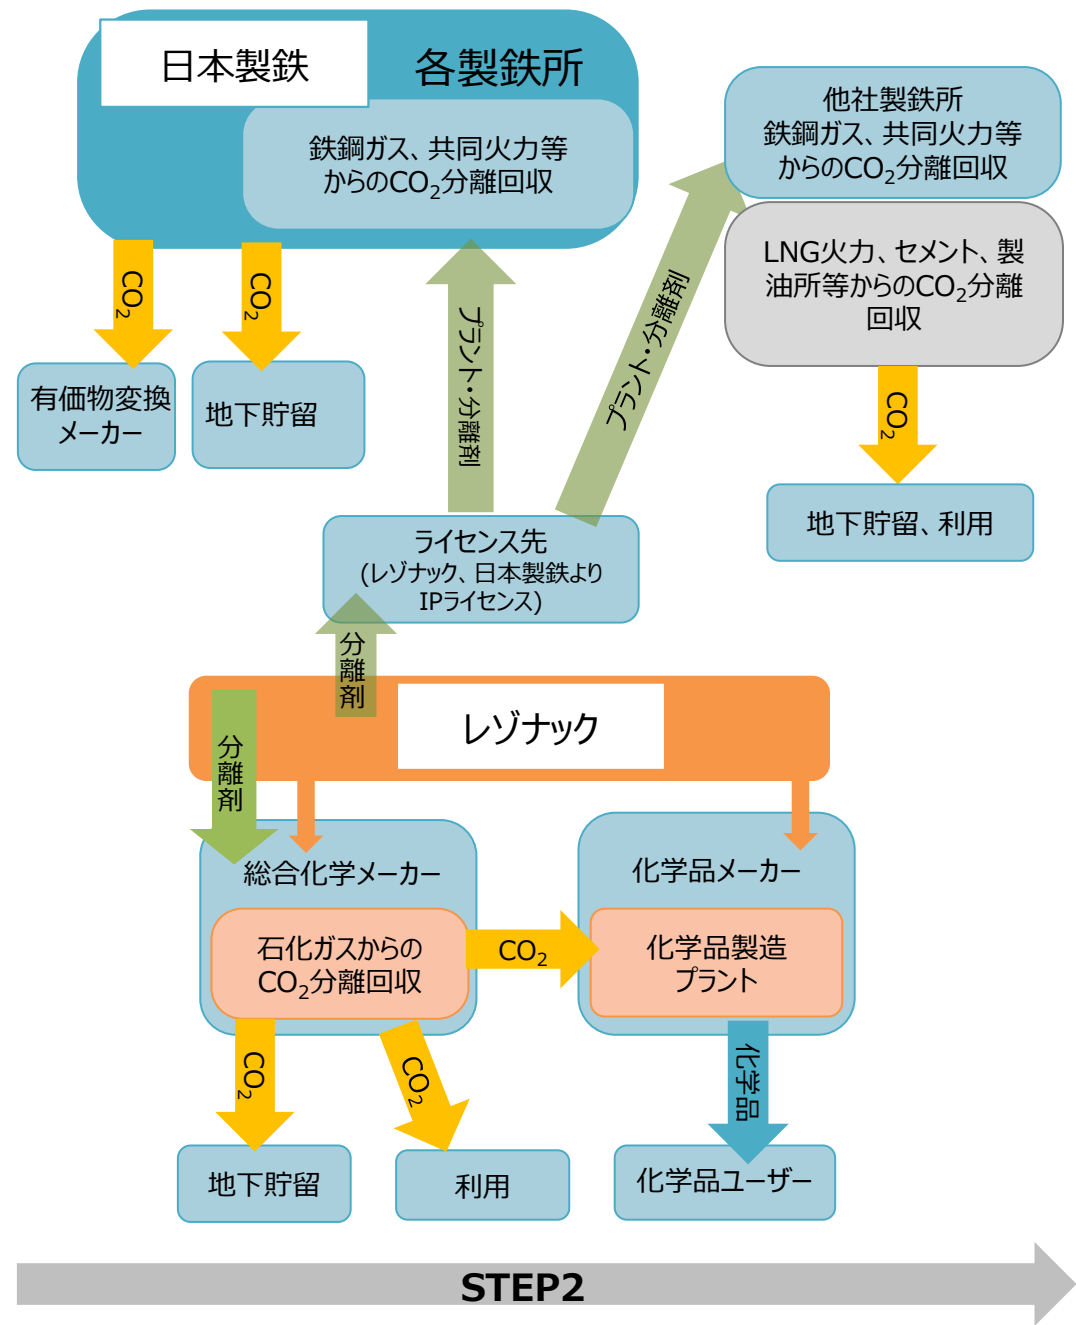 日本製鉄
各製鉄所
鉄鋼ガス、共同火力等
からのCO₂分離回収
他社製鉄所
鉄鋼ガス、共同火力等
からのCO₂分離回収
LNG火力、セメント、製
油所等からのCO₂分離
回収
CO₂
CO₂
プラント・分離剤
プラント・分離剤
CO₂
有価物変換
メーカー
地下貯留
地下貯留、利用
ライセンス先
(レゾナック、日本製鉄より
IPライセンス)
分離剤
レゾナック
分離剤
総合化学メーカー
石化ガスからの
CO₂分離回収
CO₂
化学品メーカー
化学品製造
プラント
CO₂
CO₂
化学品
地下貯留
利用
化学品ユーザー
STEP2